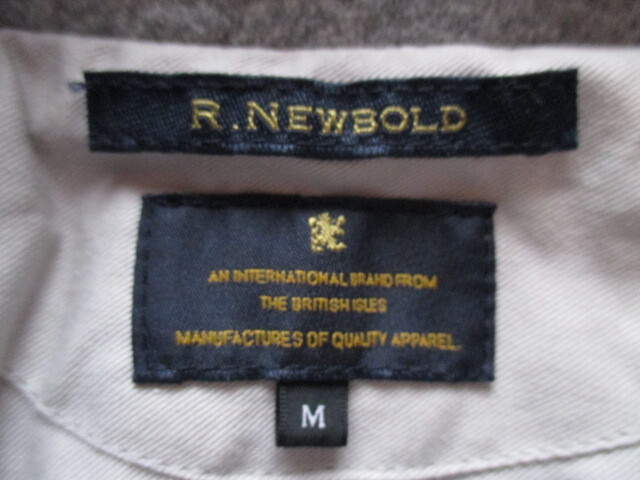 R. NEWBOLD
AN INTERNATIONAL BRAND FROM
THE BRITISH ISLES
MANUFACTURES OF QUALITY APPAREL.
M